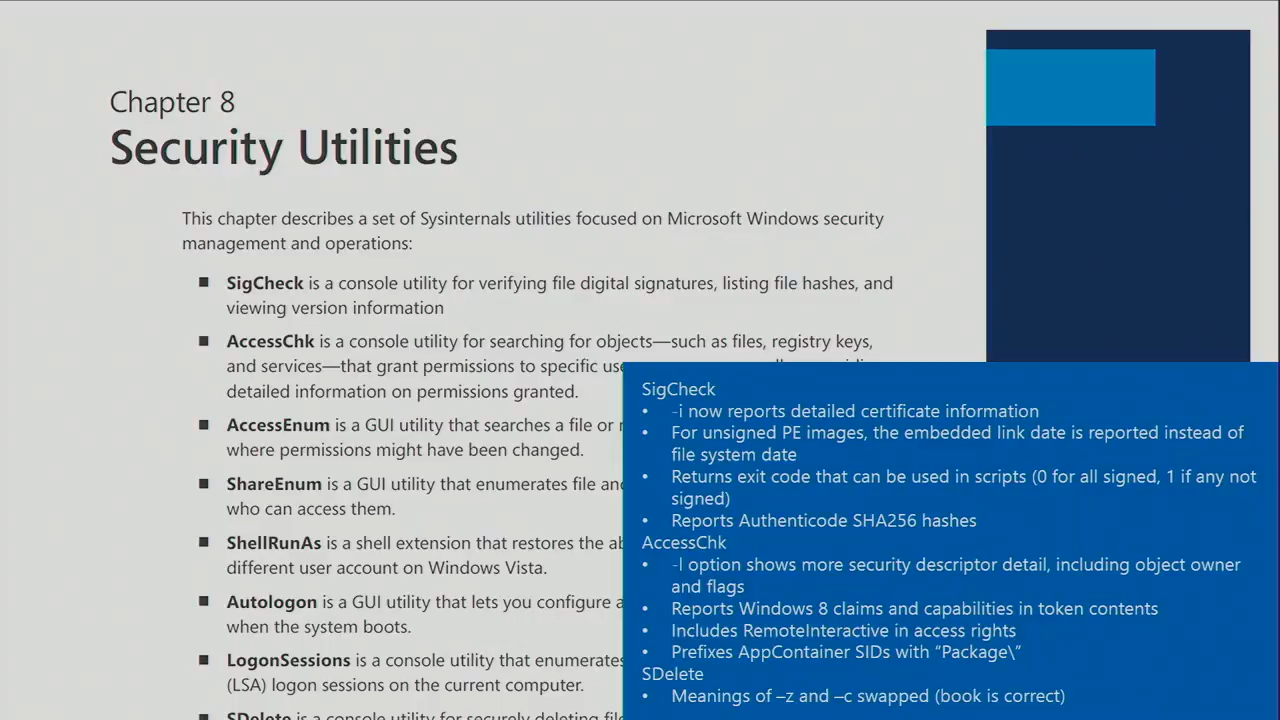 Chapter 8
Security Utilities
This chapter describes a set of Sysinternals utilities focused on Microsoft Windows security
management and operations:
■ SigCheck is a console utility for verifying file digital signatures, listing file hashes, and
viewing version information
■ AccessChk is a console utility for searching for objects—such as files, registry keys,
and services—that grant permissions to specific
detailed information on permissions granted.
■ AccessEnum is a GUI utility that searches a file or
where permissions might have been changed.
■ ShareEnum is a GUI utility that enumerates file
who can access them.
■ ShellRunAs is a shell extension that restores the
different user account on Windows Vista.
■ Autologon is a GUI utility that lets you configure
when the system boots.
■ LogonSessions is a console utility that enumerates
(LSA) logon sessions on the current computer.
■ SDelete is a console utility for securely deleting
SigCheck
• -i now reports detailed certificate information
• For unsigned PE images, the embedded link date is reported instead of
file system date
• Returns exit code that can be used in scripts (0 for all signed, 1 if any not
signed)
• Reports Authenticode SHA256 hashes
AccessChk
• -l option shows more security descriptor detail, including object owner
and flags
• Reports Windows 8 claims and capabilities in token contents
• Includes RemoteInteractive in access rights
• Prefixes AppContainer SIDs with “Package\”
SDelete
• Meanings of –z and –c swapped (book is correct)